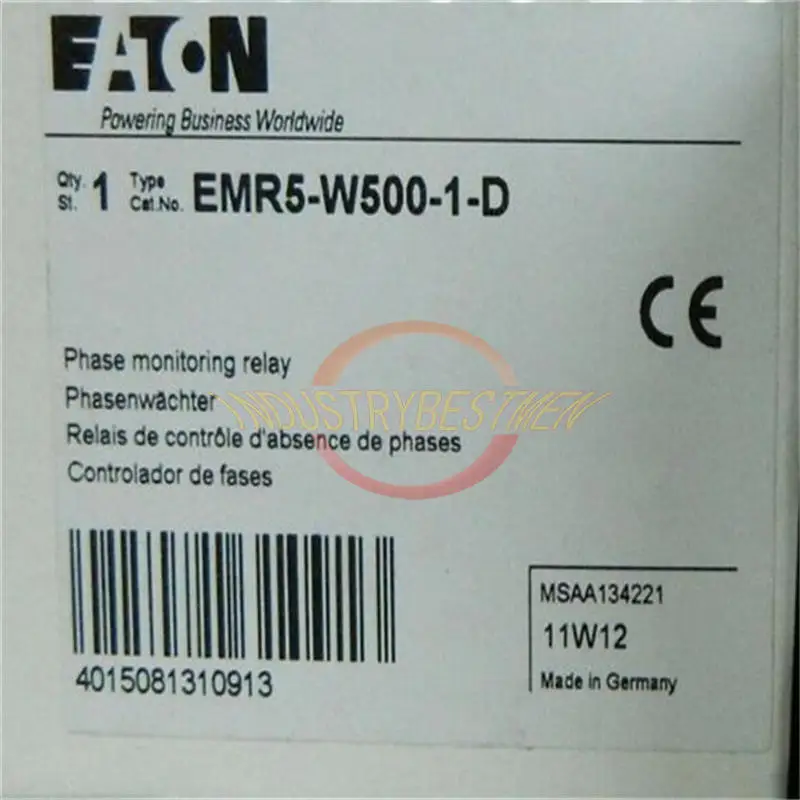 EATON
Powering Business Worldwide
Qty. 1 Type EMR5-W500-1-D
St. Cat.No.
CE
Phase monitoring relay
Phasenwächter
INDUSTRYBESTMEN
Relais de contrôle d'absence de phases
Controlador de fases
4015081310913
MSAA134221
11W12
Made in Germany